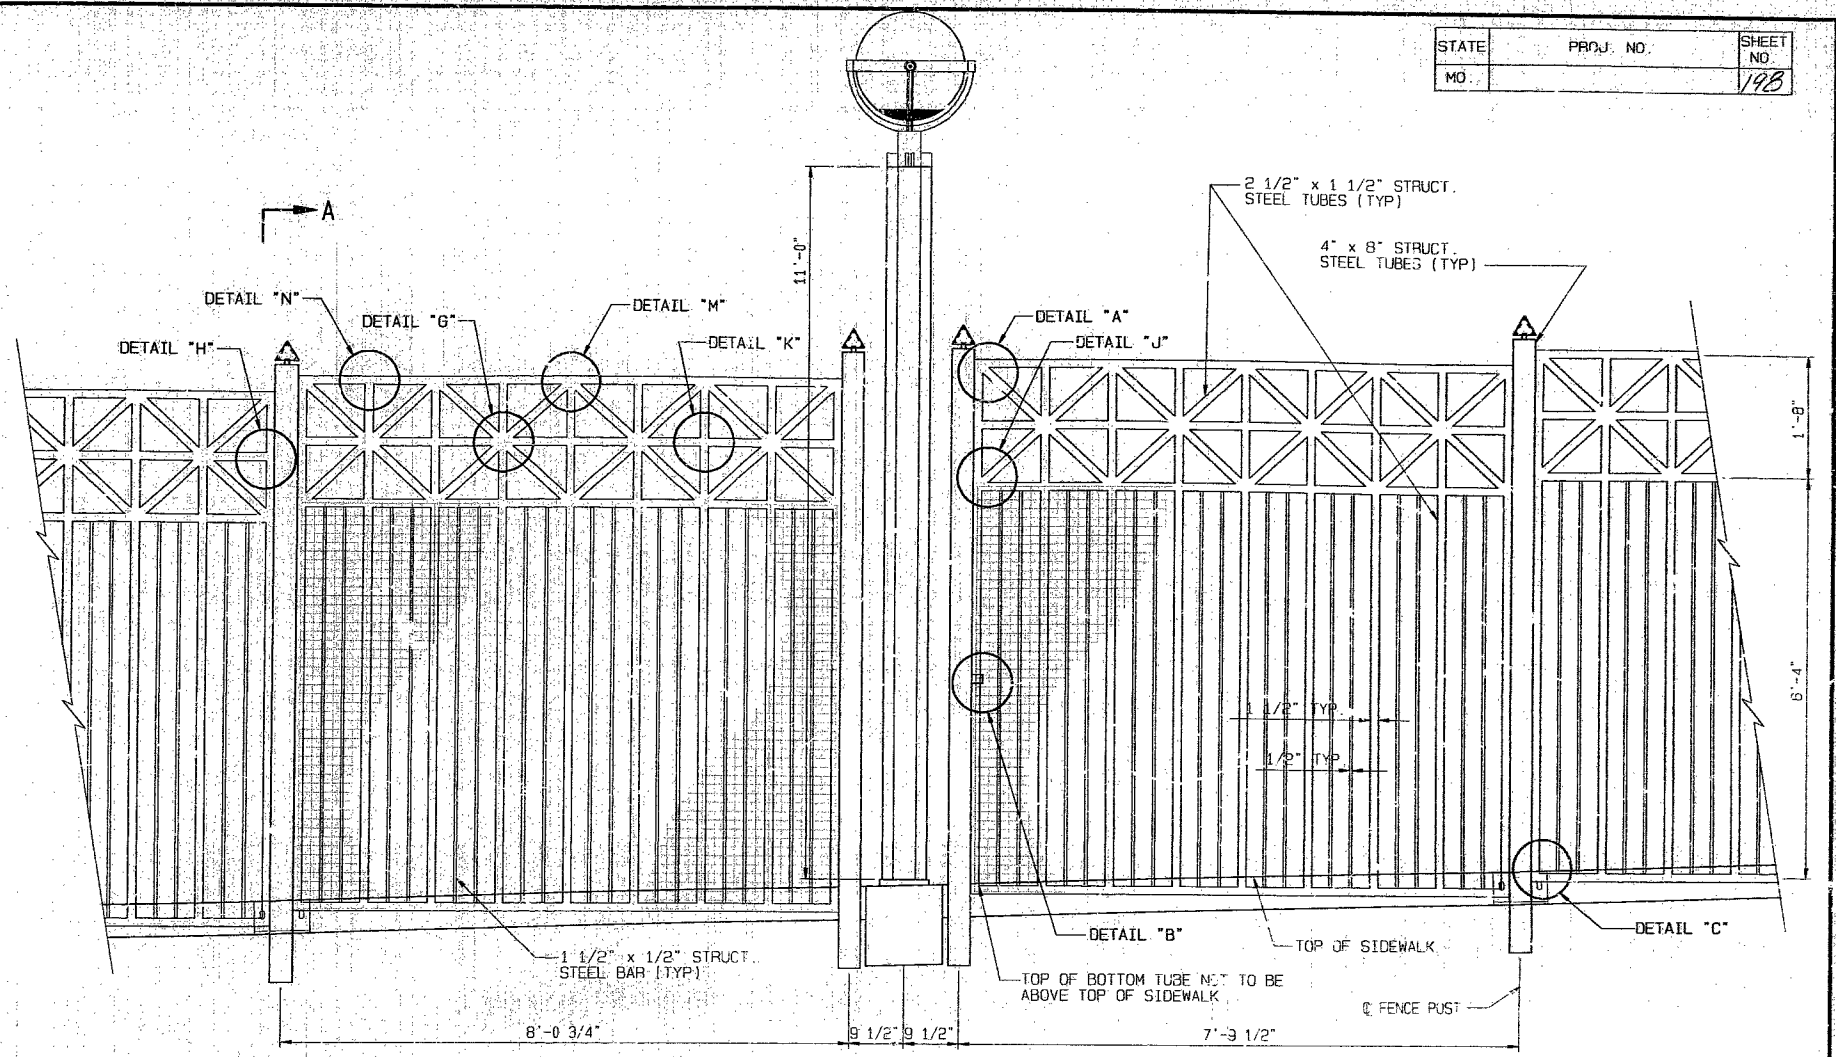 STATE PROJ. NO. SHEET NO.
MO. 198
A
2 1/2" x 1 1/2" STRUCT.
STEEL TUBES (TYP)
4" x 8" STRUCT.
STEEL TUBES (TYP)
11'-0"
DETAIL "N"
DETAIL "M"
DETAIL "G"
DETAIL "A"
DETAIL "H"
DETAIL "K"
DETAIL "J"
1'-8"
6'-4"
1 1/2" TYP.
1/2" TYP.
DETAIL "B"
TOP OF SIDEWALK
DETAIL "C"
1 1/2" x 1/2" STRUCT.
STEEL BAR (TYP)
TOP OF BOTTOM TUBE NOT TO BE
ABOVE TOP OF SIDEWALK
℄ FENCE POST
8'-0 3/4"
9 1/2"
9 1/2"
7'-9 1/2"